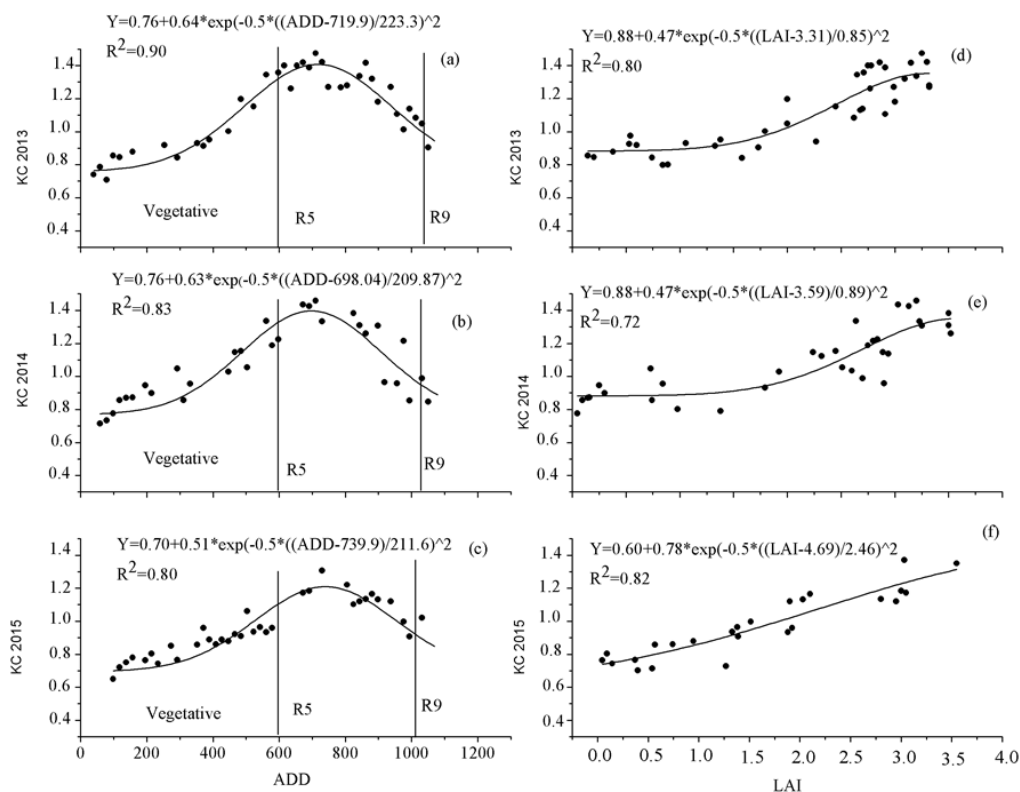 Y=0.76+0.64*exp(-0.5*((ADD-719.9)/223.3)^2
R²=0.90
(a)
1.4
1.2
1.0
0.8
0.6
0.4
KC 2013
Vegetative
R5
R9
Y=0.88+0.47*exp(-0.5*((LAI-3.31)/0.85)^2
R²=0.80
(d)
1.4
1.2
1.0
0.8
0.6
0.4
KC 2013
Y=0.76+0.63*exp(-0.5*((ADD-698.04)/209.87)^2
R²=0.83
(b)
1.4
1.2
1.0
0.8
0.6
0.4
KC 2014
Vegetative
R5
R9
Y=0.88+0.47*exp(-0.5*((LAI-3.59)/0.89)^2
R²=0.72
(e)
1.4
1.2
1.0
0.8
0.6
0.4
KC 2014
Y=0.70+0.51*exp(-0.5*((ADD-739.9)/211.6)^2
R²=0.80
(c)
1.4
1.2
1.0
0.8
0.6
0.4
KC 2015
Vegetative
R5
R9
0 200 400 600 800 1000 1200
ADD
Y=0.60+0.78*exp(-0.5*((LAI-4.69)/2.46)^2
R²=0.82
(f)
1.4
1.2
1.0
0.8
0.6
0.4
KC 2015
0.0 0.5 1.0 1.5 2.0 2.5 3.0 3.5 4.0
LAI